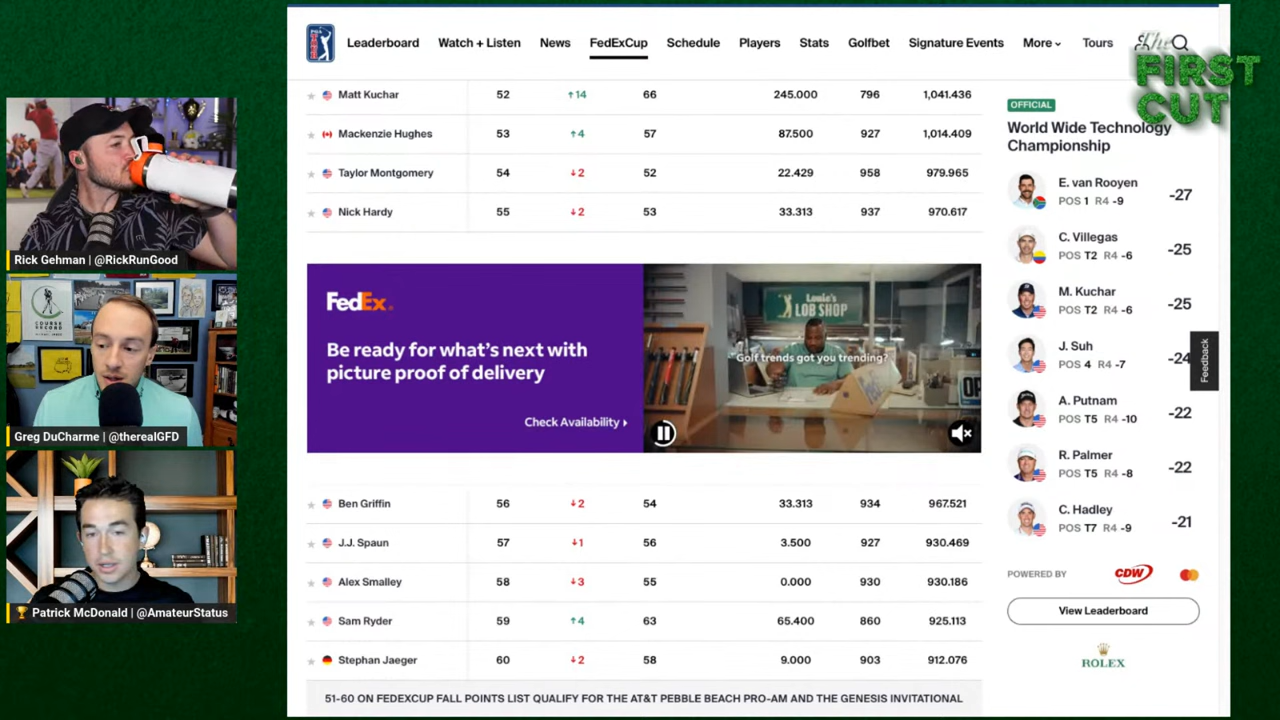 Leaderboard Watch + Listen News FedExCup Schedule Players Stats Golfbet Signature Events More Tours
The
FIRST
CUT
Matt Kuchar 52 ↑14 66 245.000 796 1,041.436
Mackenzie Hughes 53 ↑4 57 87.500 927 1,014.409
Taylor Montgomery 54 ↓2 52 22.429 958 979.965
Nick Hardy 55 ↓2 53 33.313 937 970.617
FedEx
Be ready for what's next with
picture proof of delivery
Check Availability
Louie's
LOB SHOP
Golf trends got you trending?
Ben Griffin 56 ↓2 54 33.313 934 967.521
J.J. Spaun 57 ↓1 56 3.500 927 930.469
Alex Smalley 58 ↓3 55 0.000 930 930.186
Sam Ryder 59 ↑4 63 65.400 860 925.113
Stephan Jaeger 60 ↓2 58 9.000 903 912.076
51-60 ON FEDEXCUP FALL POINTS LIST QUALIFY FOR THE AT&T PEBBLE BEACH PRO-AM AND THE GENESIS INVITATIONAL
OFFICIAL
World Wide Technology
Championship
E. van Rooyen -27
POS 1 R4 -9
C. Villegas -25
POS T2 R4 -6
M. Kuchar -25
POS T2 R4 -6
J. Suh -24
POS 4 R4 -7
A. Putnam -22
POS T5 R4 -10
R. Palmer -22
POS T5 R4 -8
C. Hadley -21
POS T7 R4 -9
POWERED BY CDW
View Leaderboard
ROLEX
Feedback
Rick Gehman | @RickRunGood
Greg DuCharme | @therealGFD
Patrick McDonald | @AmateurStatus